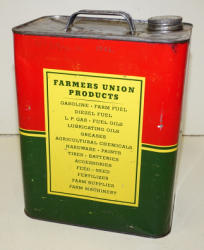 FARMERS UNION
PRODUCTS
GASOLINE - FARM FUEL
DIESEL FUEL
L P GAS - FUEL OILS
LUBRICATING OILS
GREASES
AGRICULTURAL CHEMICALS
HARDWARE - PAINTS
TIRES - BATTERIES
ACCESSORIES
FEED - SEED
FERTILIZER
FARM SUPPLIES
FARM MACHINERY